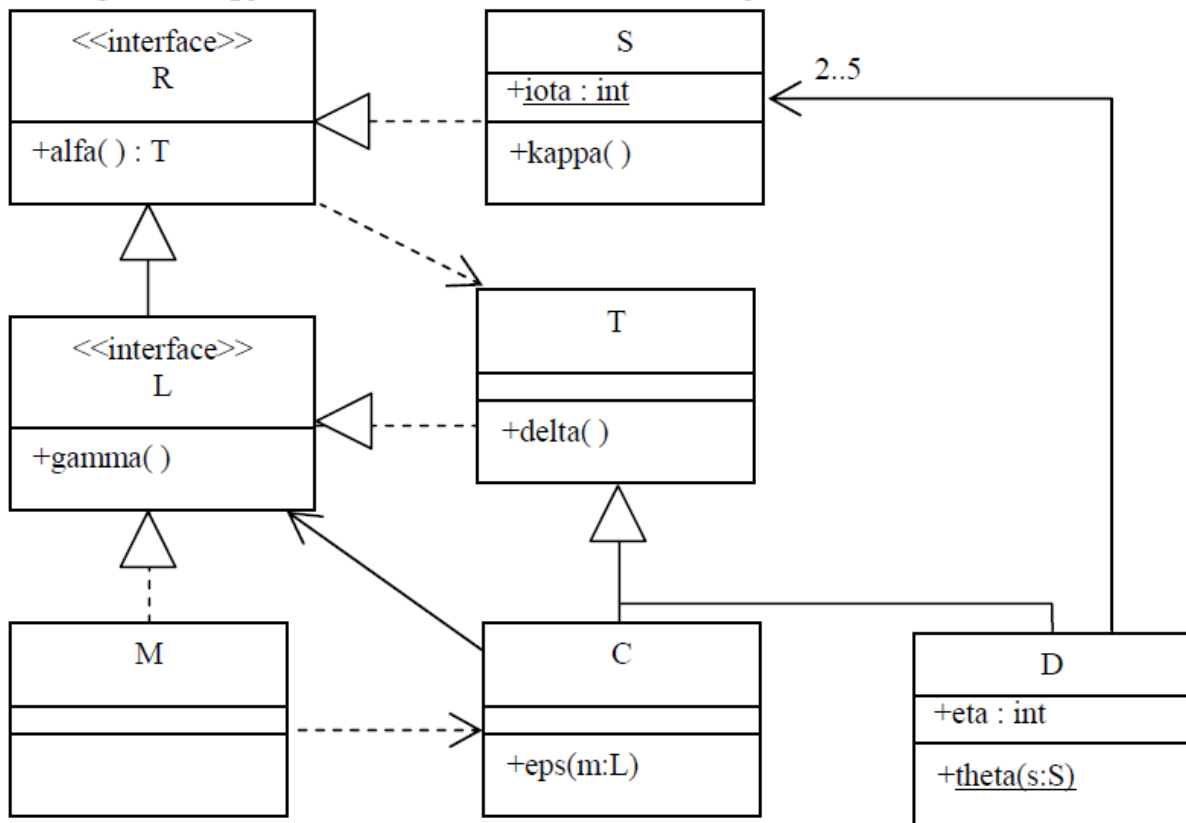 <<interface>>
R
+alfa( ) : T
S
+iota : int
+kappa( )
2..5
<<interface>>
L
+gamma( )
T
+delta( )
M
C
+eps(m:L)
D
+eta : int
+theta(s:S)